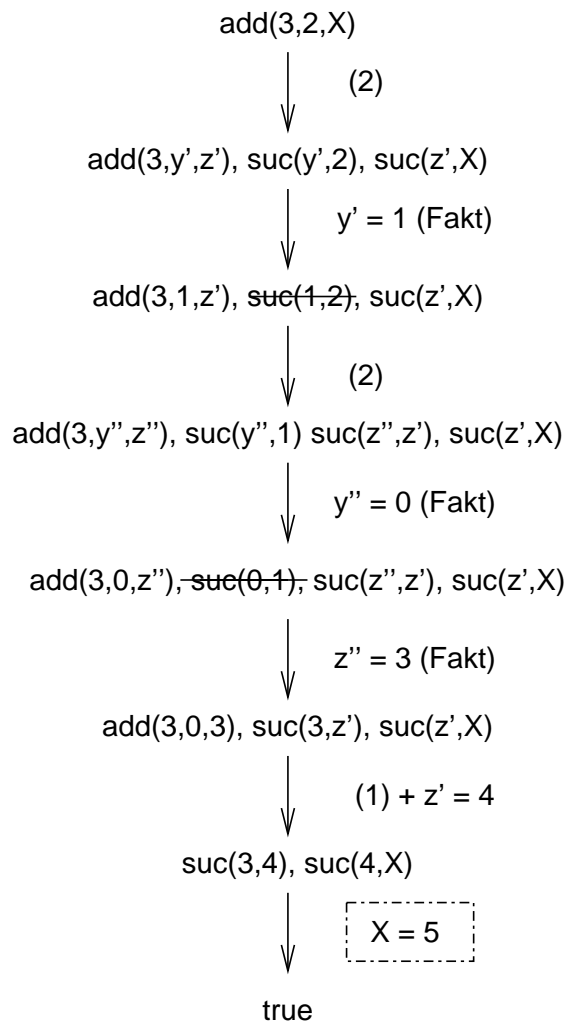 add(3,2,X)
(2)
add(3,y',z'), suc(y',2), suc(z',X)
y' = 1 (Fakt)
add(3,1,z'), suc(1,2), suc(z',X)
(2)
add(3,y'',z''), suc(y'',1) suc(z'',z'), suc(z',X)
y'' = 0 (Fakt)
add(3,0,z''), suc(0,1), suc(z'',z'), suc(z',X)
z'' = 3 (Fakt)
add(3,0,3), suc(3,z'), suc(z',X)
(1) + z' = 4
suc(3,4), suc(4,X)
X = 5
true